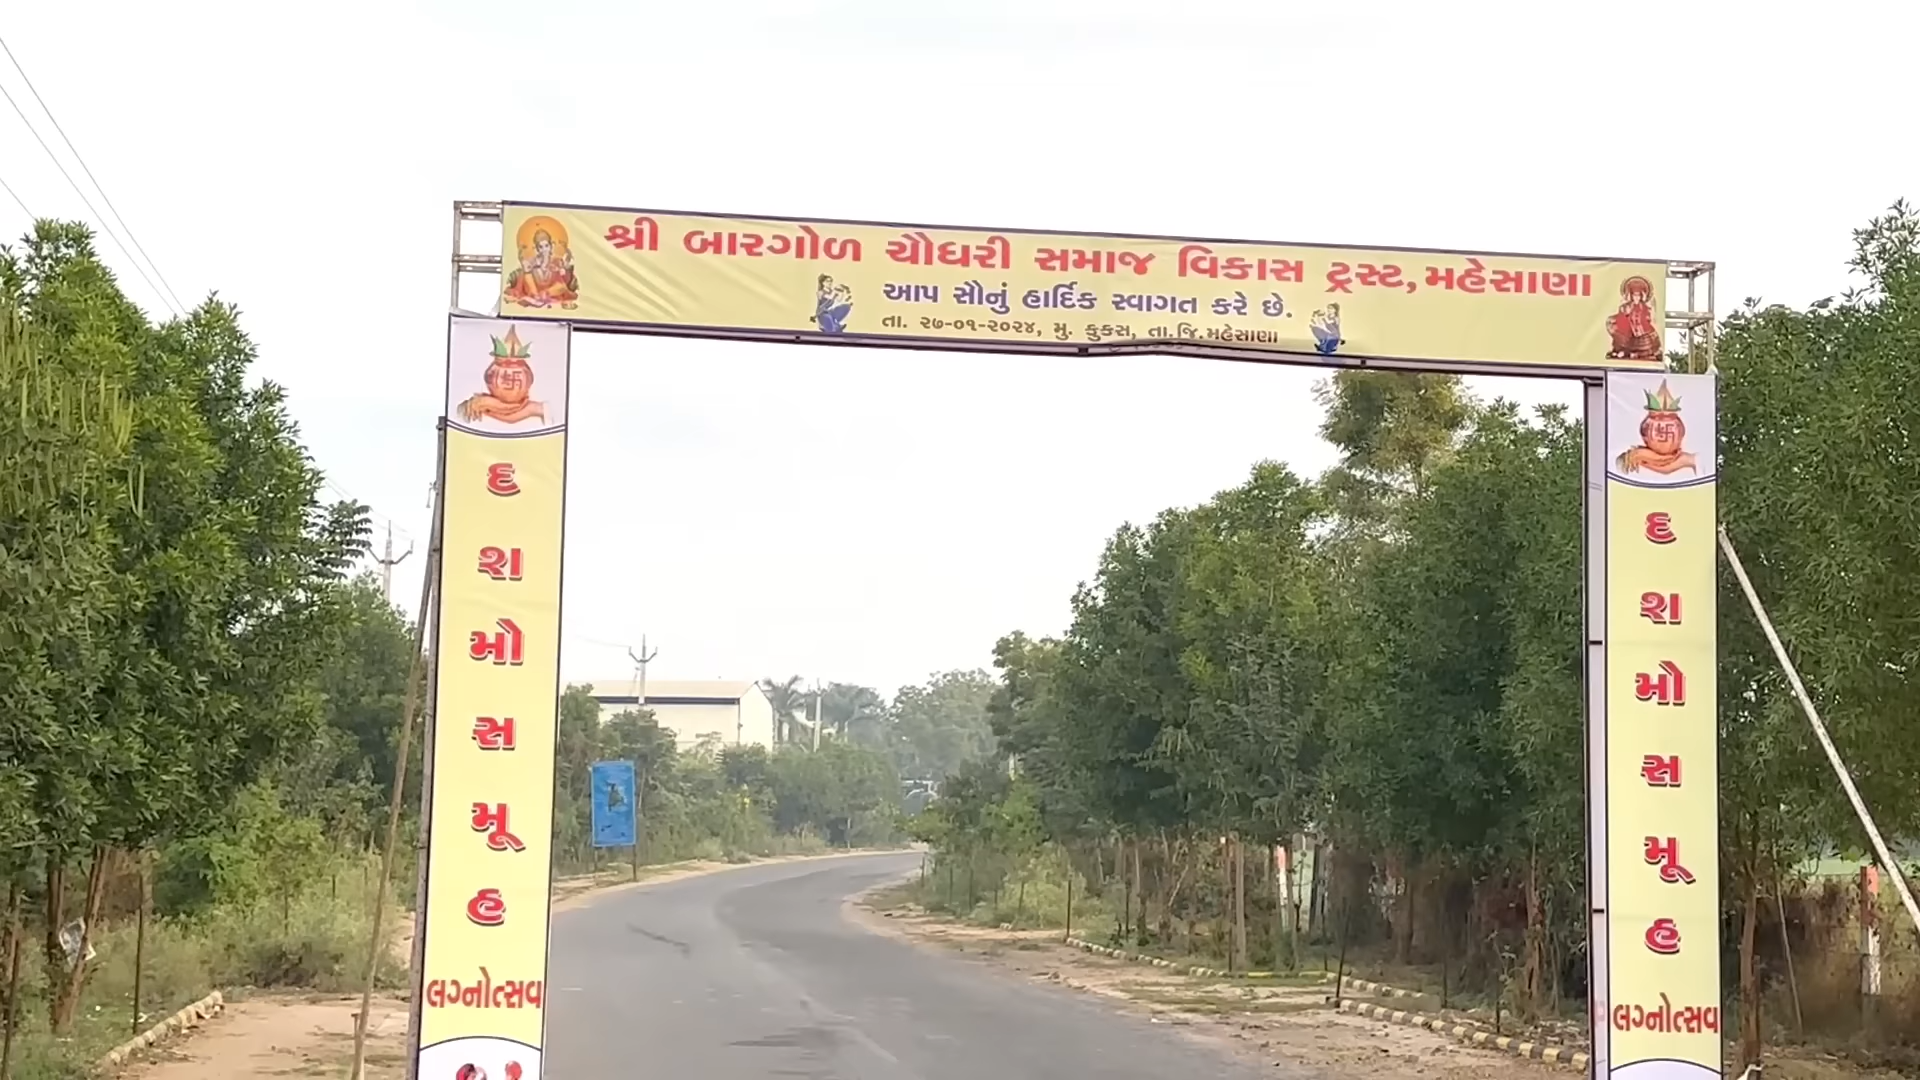 શ્રી બારગોળ ચૌધરી સમાજ વિકાસ ટ્રસ્ટ, મહેસાણા
આપ સૌનું હાર્દિક સ્વાગત કરે છે.
તા. ૨૭-૦૧-૨૦૨૪, મુ. કુકસ, તા.જિ.મહેસાણા
દ
શ
મો
સ
મૂ
હ
લગ્નોત્સવ
દ
શ
મો
સ
મૂ
હ
લગ્નોત્સવ